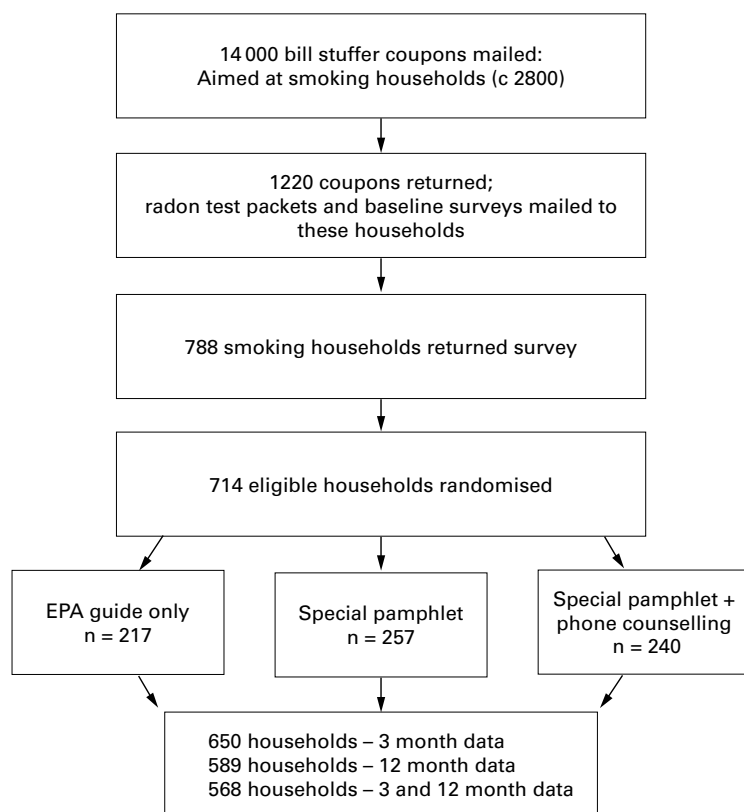 14 000 bill stuffer coupons mailed:
Aimed at smoking households (c 2800)
1220 coupons returned;
radon test packets and baseline surveys mailed to
these households
788 smoking households returned survey
714 eligible households randomised
EPA guide only
n = 217
Special pamphlet
n = 257
Special pamphlet +
phone counselling
n = 240
650 households – 3 month data
589 households – 12 month data
568 households – 3 and 12 month data